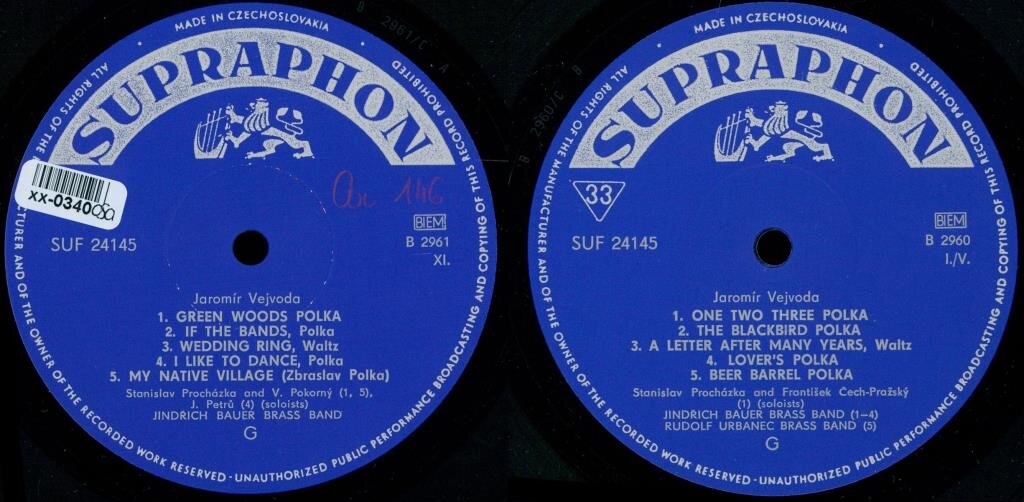 MADE IN CZECHOSLOVAKIA
SUPRAPHON
ALL RIGHTS OF THE
TURER AND OF THE OWNER OF THE RECORDED WORK RESERVED - UNAUTHORIZED PUBLIC PERFORMANCE BROADCASTING AND COPYING OF THIS RECORD PROHIBITED
B 2961/C A
xx-0340
146
BIEM
SUF 24145
B 2961
XI.
Jaromír Vejvoda
1. GREEN WOODS POLKA
2. IF THE BANDS, Polka
3. WEDDING RING, Waltz
4. I LIKE TO DANCE, Polka
5. MY NATIVE VILLAGE (Zbraslav Polka)
Stanislav Procházka and V. Pokorný (1, 5),
J. Petrů (4) (soloists)
JINDRICH BAUER BRASS BAND
G
MADE IN CZECHOSLOVAKIA
SUPRAPHON
ALL RIGHTS OF THE MANUFACTURER AND OF THE OWNER OF THE RECORDED WORK RESERVED - UNAUTHORIZED PUBLIC PERFORMANCE BROADCASTING AND COPYING OF THIS RECORD PROHIBITED
B 2960/C B
33
BIEM
SUF 24145
B 2960
I./V.
Jaromír Vejvoda
1. ONE TWO THREE POLKA
2. THE BLACKBIRD POLKA
3. A LETTER AFTER MANY YEARS, Waltz
4. LOVER'S POLKA
5. BEER BARREL POLKA
Stanislav Procházka and František Čech-Pražský
(1) (soloists)
JINDRICH BAUER BRASS BAND (1-4)
RUDOLF URBANEC BRASS BAND (5)
G